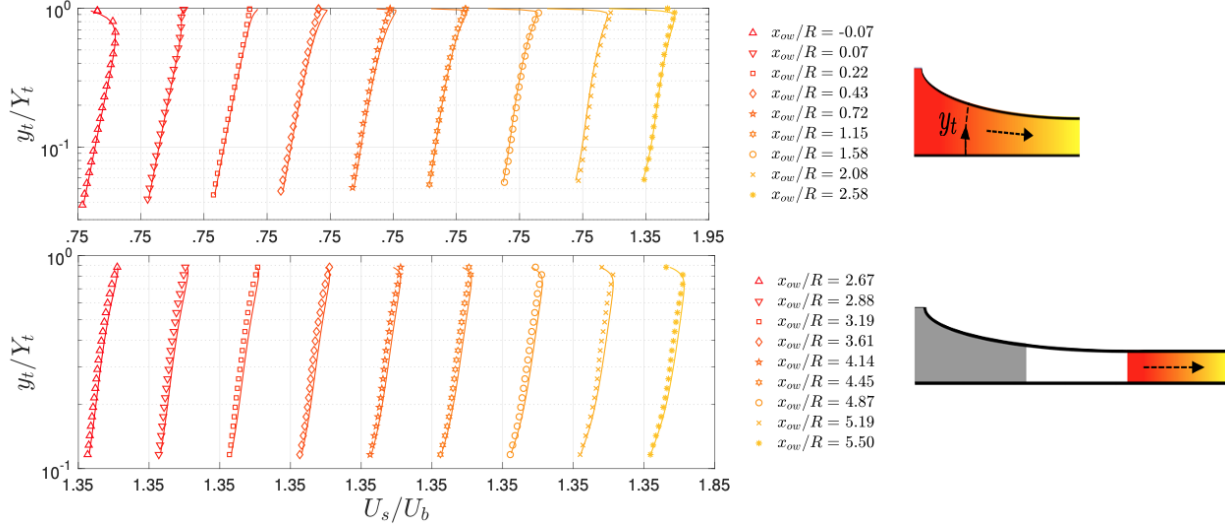 10^0
10^-1
y_t/Y_t
.75 .75 .75 .75 .75 .75 .75 .75 1.35 1.95
x_ow/R = -0.07
x_ow/R = 0.07
x_ow/R = 0.22
x_ow/R = 0.43
x_ow/R = 0.72
x_ow/R = 1.15
x_ow/R = 1.58
x_ow/R = 2.08
x_ow/R = 2.58
y_t
10^0
10^-1
y_t/Y_t
1.35 1.35 1.35 1.35 1.35 1.35 1.35 1.35 1.35 1.85
U_s/U_b
x_ow/R = 2.67
x_ow/R = 2.88
x_ow/R = 3.19
x_ow/R = 3.61
x_ow/R = 4.14
x_ow/R = 4.45
x_ow/R = 4.87
x_ow/R = 5.19
x_ow/R = 5.50